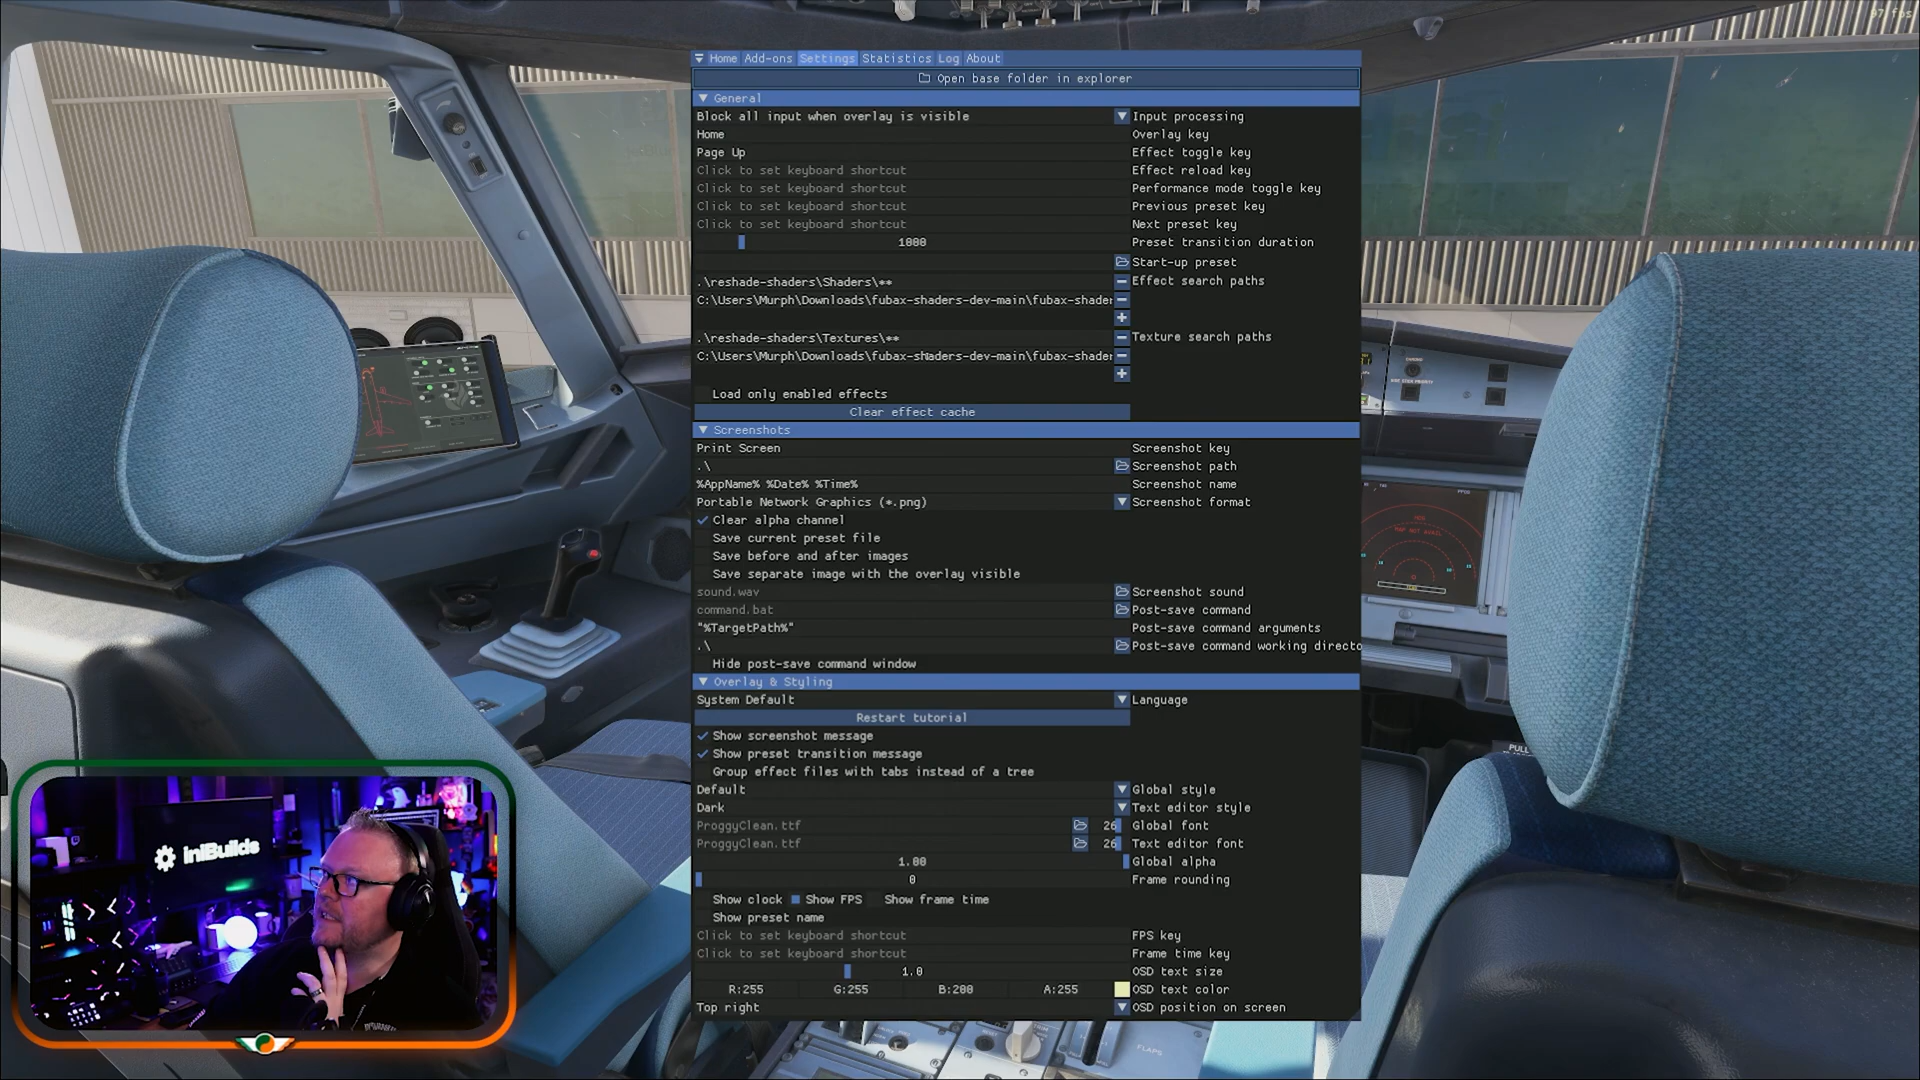 97 fps
Home Add-ons Settings Statistics Log About
Open base folder in explorer
General
Block all input when overlay is visible Input processing
Home Overlay key
Page Up Effect toggle key
Click to set keyboard shortcut Effect reload key
Click to set keyboard shortcut Performance mode toggle key
Click to set keyboard shortcut Previous preset key
Click to set keyboard shortcut Next preset key
1000 Preset transition duration
Start-up preset
.\reshade-shaders\Shaders\** Effect search paths
C:\Users\Murph\Downloads\fubax-shaders-dev-main\fubax-shader
.\reshade-shaders\Textures\** Texture search paths
C:\Users\Murph\Downloads\fubax-shaders-dev-main\fubax-shader
Load only enabled effects
Clear effect cache
Screenshots
Print Screen Screenshot key
.\ Screenshot path
%AppName% %Date% %Time% Screenshot name
Portable Network Graphics (*.png) Screenshot format
Clear alpha channel
Save current preset file
Save before and after images
Save separate image with the overlay visible
sound.wav Screenshot sound
command.bat Post-save command
"%TargetPath%" Post-save command arguments
.\ Post-save command working directo
Hide post-save command window
Overlay & Styling
System Default Language
Restart tutorial
Show screenshot message
Show preset transition message
Group effect files with tabs instead of a tree
Default Global style
Dark Text editor style
ProggyClean.ttf 26 Global font
ProggyClean.ttf 26 Text editor font
1.00 Global alpha
0 Frame rounding
Show clock Show FPS Show frame time
Show preset name
Click to set keyboard shortcut FPS key
Click to set keyboard shortcut Frame time key
1.0 OSD text size
R:255 G:255 B:200 A:255 OSD text color
Top right OSD position on screen
iniBuilds
PULL
FLAPS